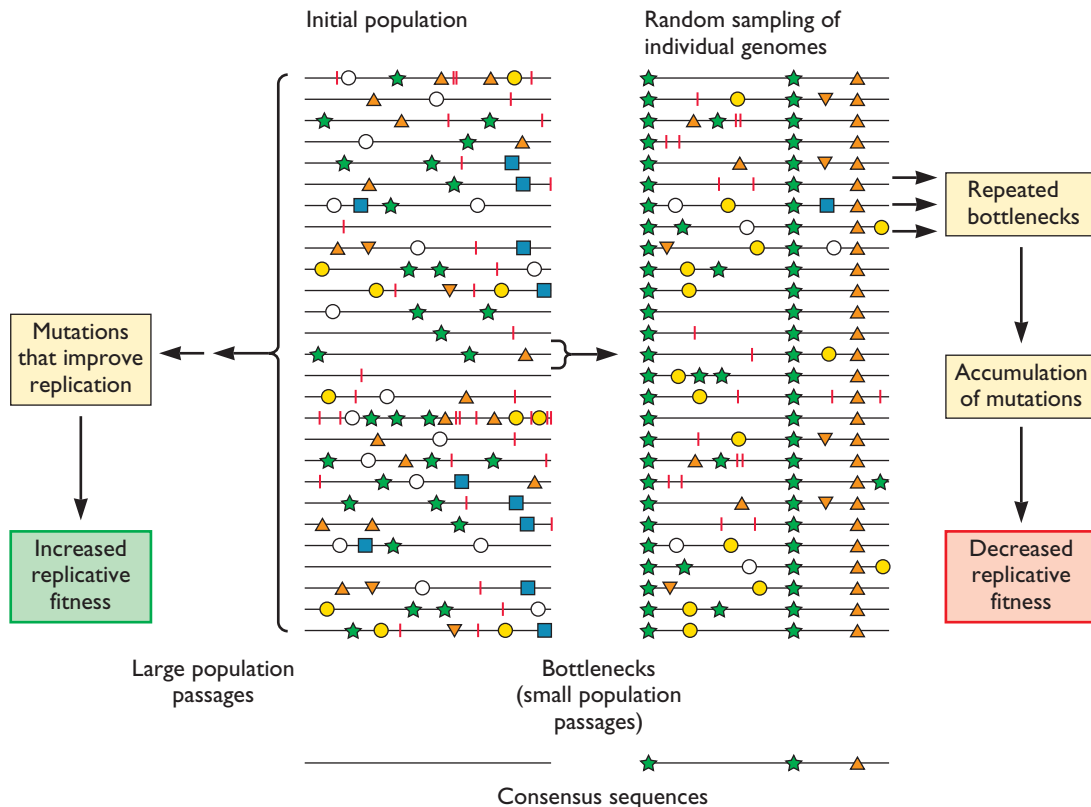 Initial population
Random sampling of
individual genomes
Repeated
bottlenecks
Mutations
that improve
replication
Accumulation
of mutations
Increased
replicative
fitness
Decreased
replicative
fitness
Large population
passages
Bottlenecks
(small population
passages)
Consensus sequences